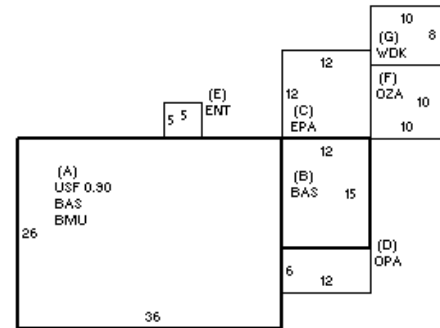 10
(G)
8
WDK
12
(E)
(F)
5
5
ENT
12
OZA
(C)
10
EPA
10
12
(A)
(B)
USF 0.90
BAS
15
BAS
BMU
26
(D)
OPA
6
12
36